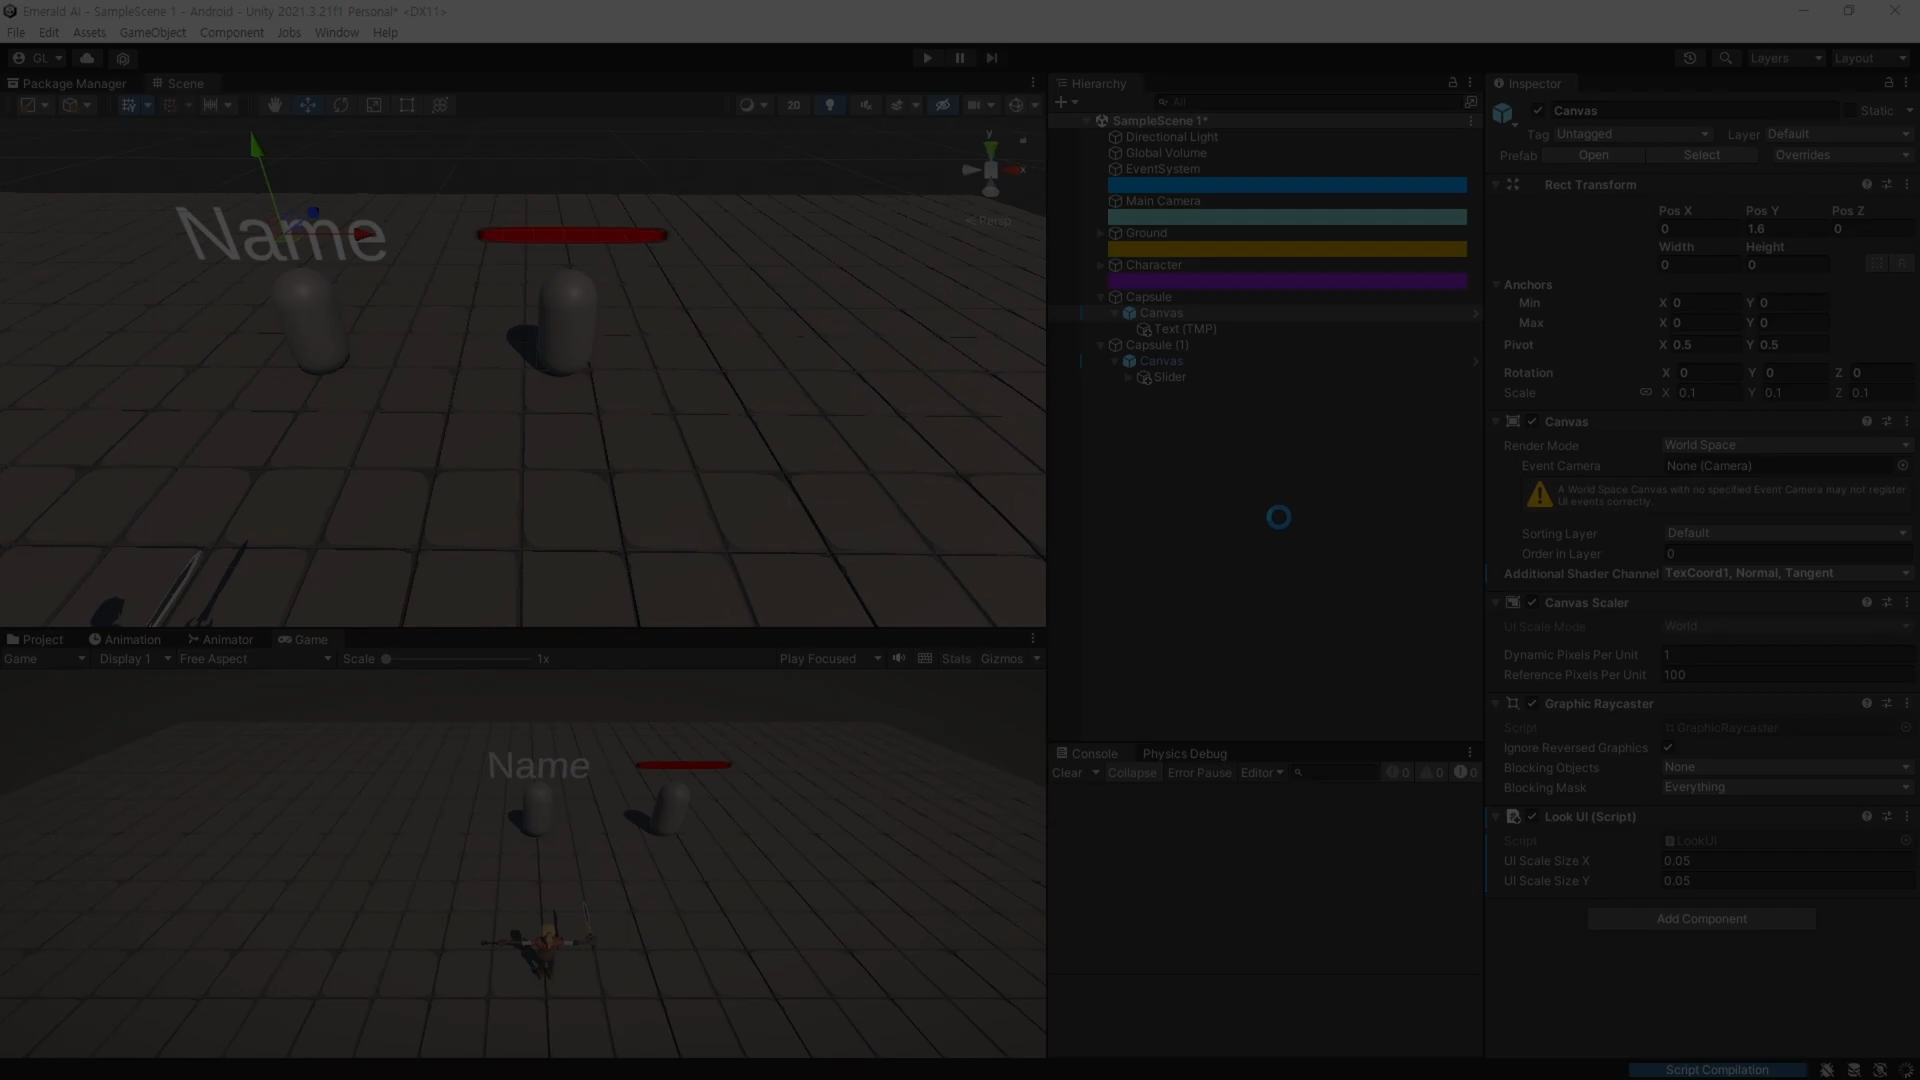 Emerald AI - SampleScene 1 - Android - Unity 2021.3.21f1 Personal* <DX11>
File Edit Assets GameObject Component Jobs Window Help
GL
Layers
Layout
Package Manager
Scene
2D
Name
y
x
Persp
Project
Animation
Animator
Game
Game
Display 1
Free Aspect
Scale
1x
Play Focused
Stats
Gizmos
Name
Hierarchy
All
SampleScene 1*
Directional Light
Global Volume
EventSystem
Main Camera
Ground
Character
Capsule
Canvas
Text (TMP)
Capsule (1)
Canvas
Slider
Console
Physics Debug
Clear
Collapse
Error Pause
Editor
0
0
0
Inspector
Canvas
Static
Tag Untagged
Layer Default
Prefab
Open
Select
Overrides
Rect Transform
Pos X Pos Y Pos Z
0 1.6 0
Width Height
0 0
R
Anchors
Min X 0 Y 0
Max X 0 Y 0
Pivot X 0.5 Y 0.5
Rotation X 0 Y 0 Z 0
Scale X 0.1 Y 0.1 Z 0.1
Canvas
Render Mode World Space
Event Camera None (Camera)
A World Space Canvas with no specified Event Camera may not register
UI events correctly.
Sorting Layer Default
Order in Layer 0
Additional Shader Channel TexCoord1, Normal, Tangent
Canvas Scaler
UI Scale Mode World
Dynamic Pixels Per Unit 1
Reference Pixels Per Unit 100
Graphic Raycaster
Script GraphicRaycaster
Ignore Reversed Graphics
Blocking Objects None
Blocking Mask Everything
Look UI (Script)
Script LookUI
UI Scale Size X 0.05
UI Scale Size Y 0.05
Add Component
Script Compilation